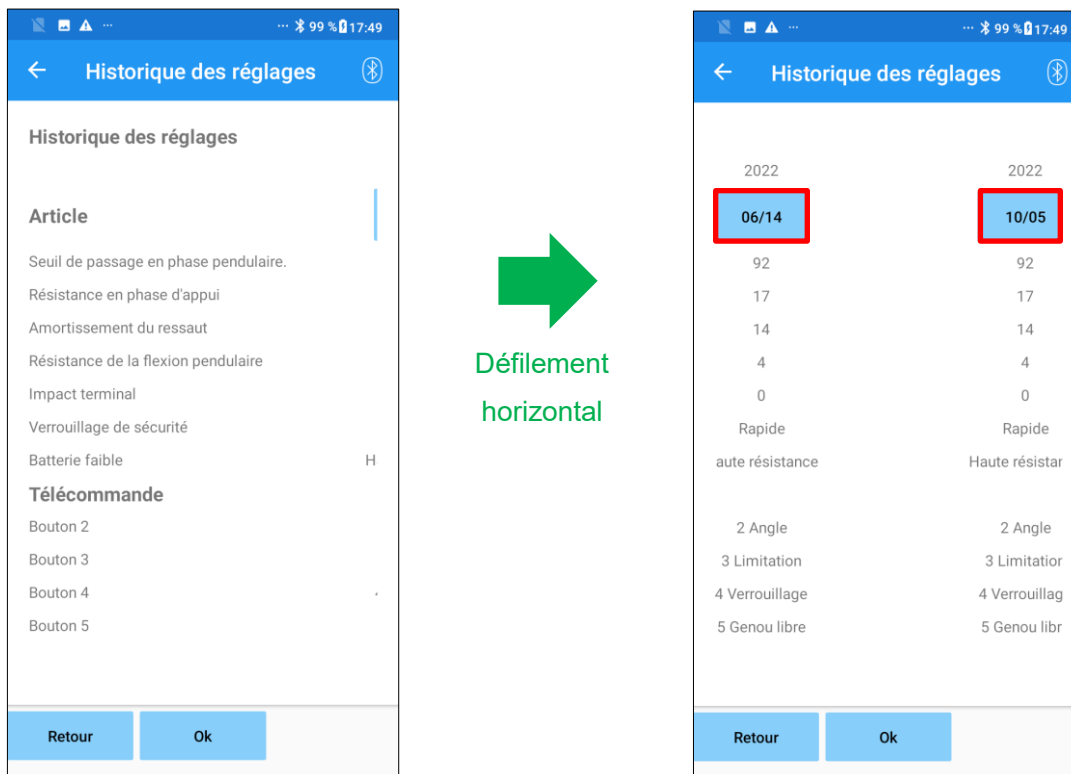 99 % 17:49
Historique des réglages
Historique des réglages
Article
Seuil de passage en phase pendulaire.
Résistance en phase d'appui
Amortissement du ressaut
Résistance de la flexion pendulaire
Impact terminal
Verrouillage de sécurité
Batterie faible H
Télécommande
Bouton 2
Bouton 3
Bouton 4
Bouton 5
Retour Ok
Défilement
horizontal
99 % 17:49
Historique des réglages
2022 2022
06/14 10/05
92 92
17 17
14 14
4 4
0 0
Rapide Rapide
aute résistance Haute résistar
2 Angle 2 Angle
3 Limitation 3 Limitatior
4 Verrouillage 4 Verrouillag
5 Genou libre 5 Genou libr
Retour Ok